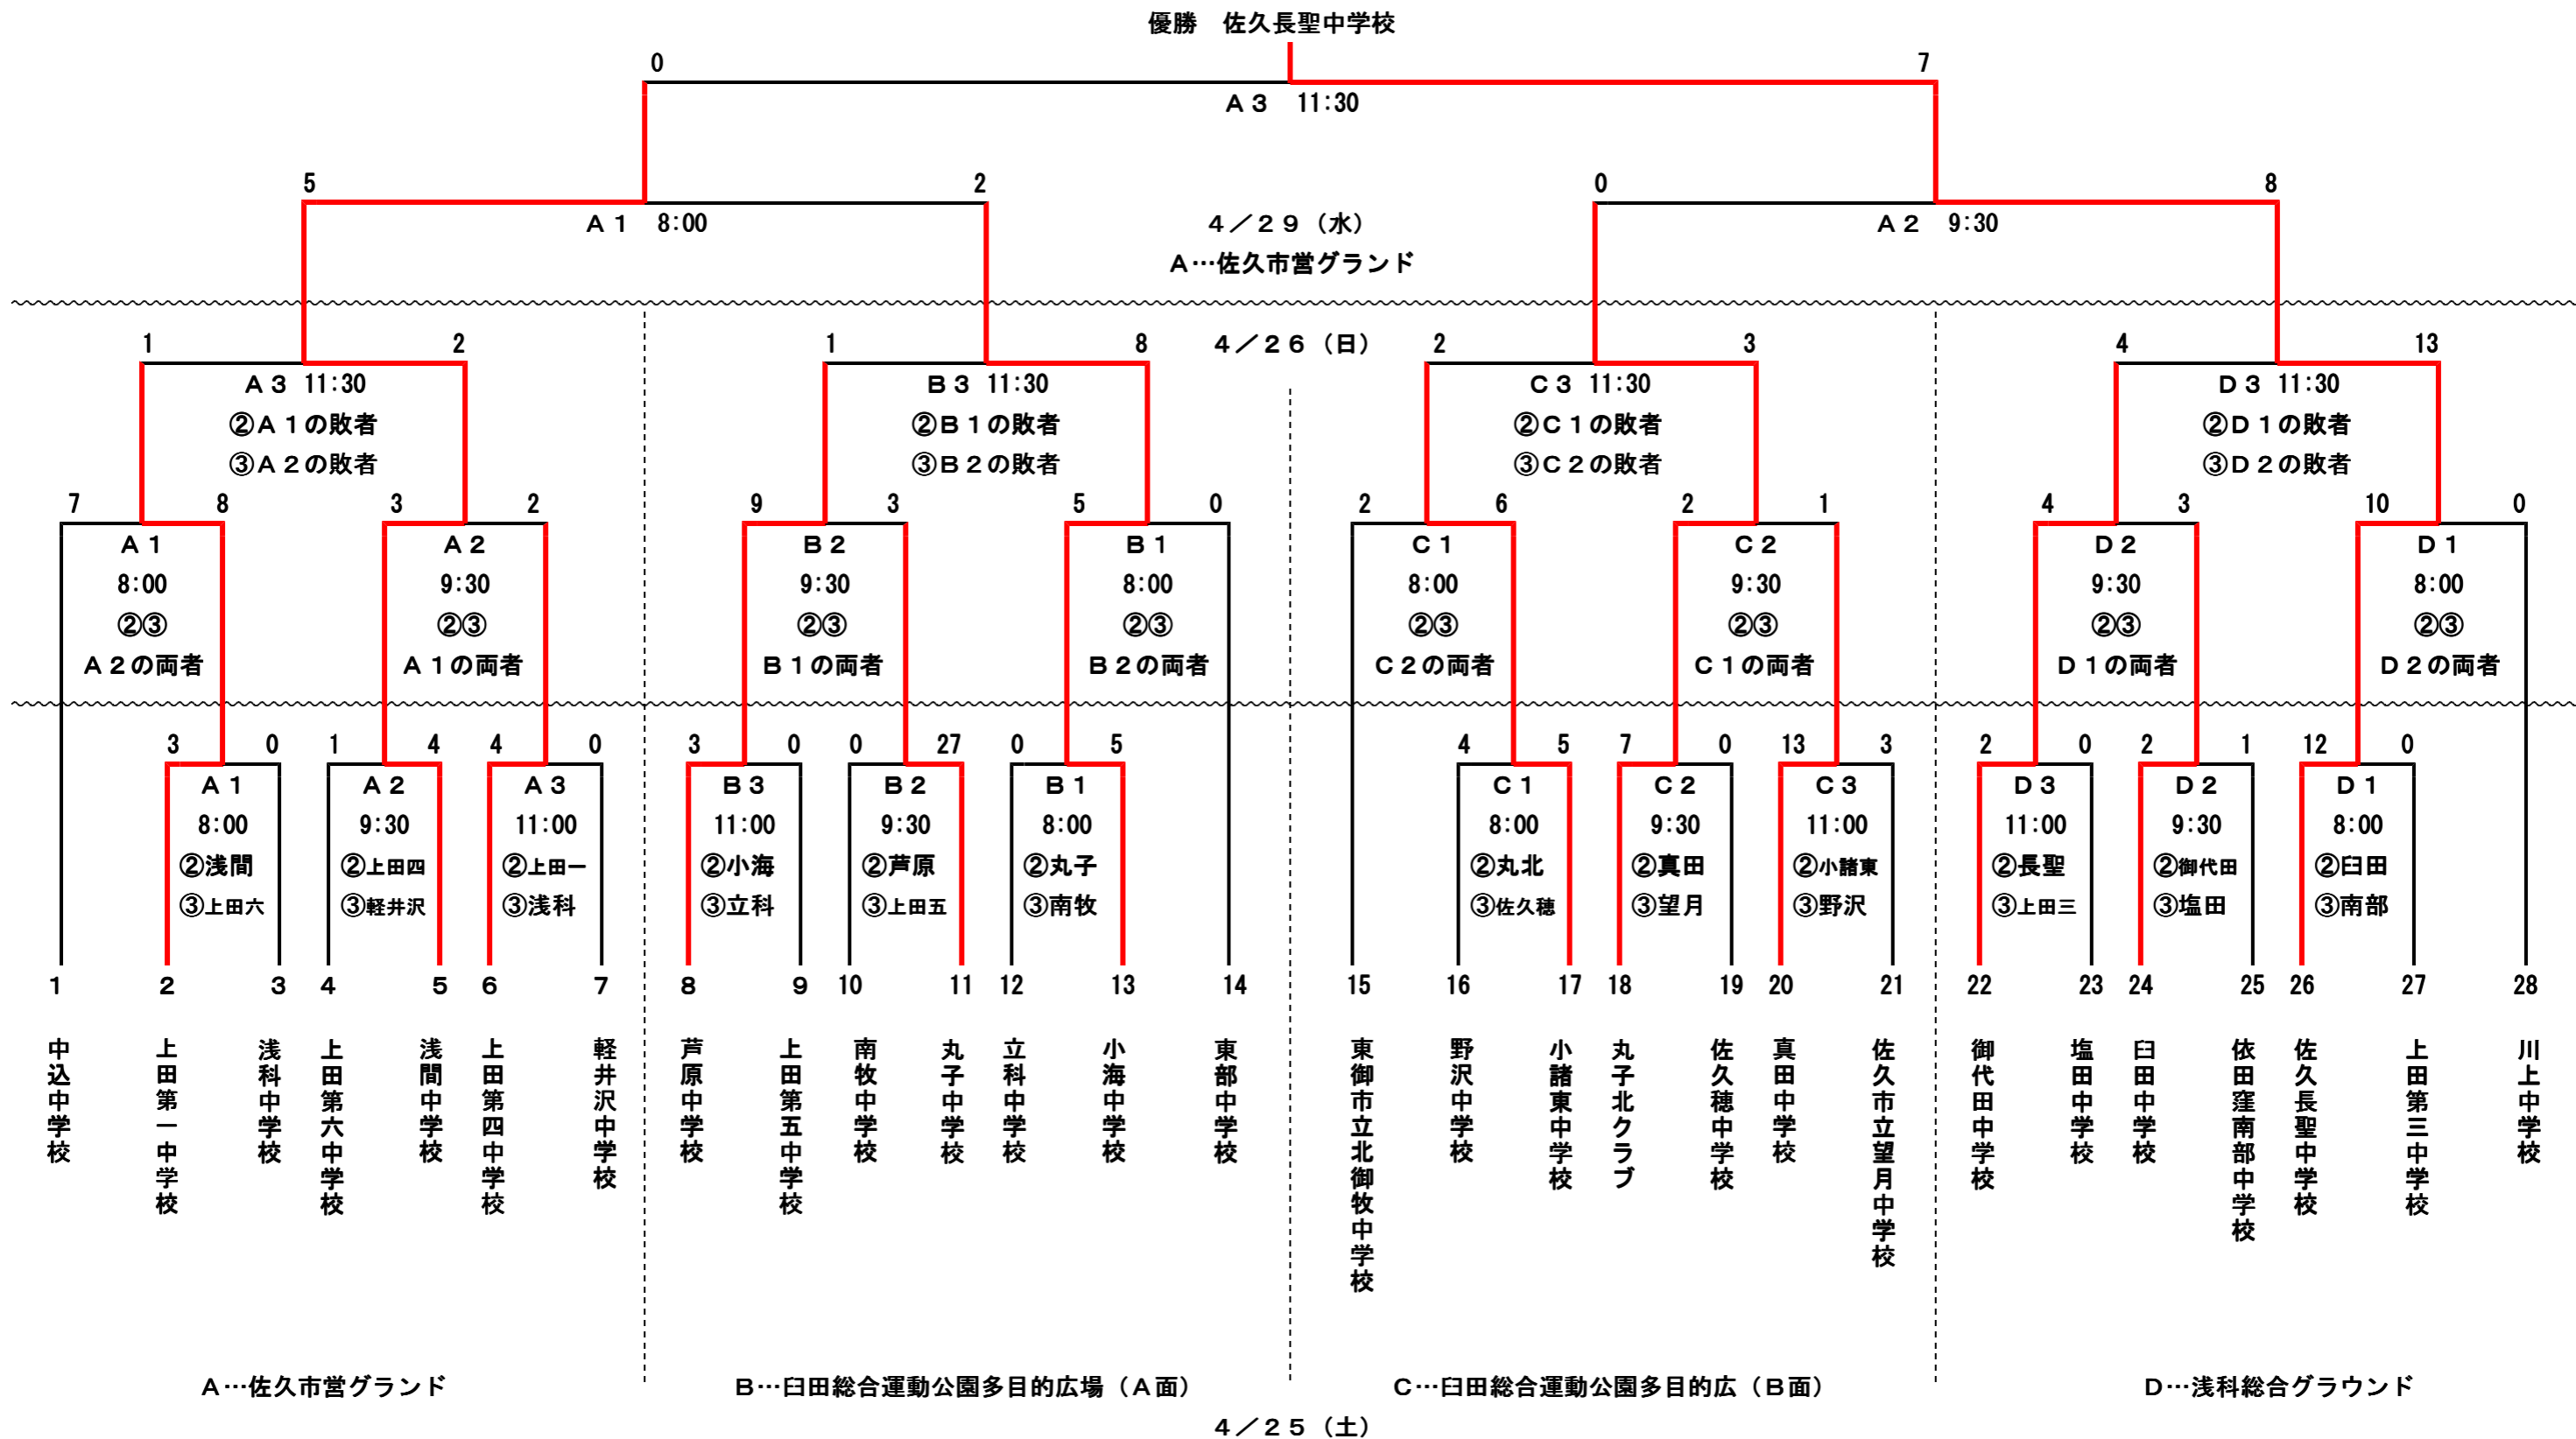 優勝　佐久長聖中学校
0 7
Ａ３　11:30
5 2 0 8
Ａ１　8:00 ４／２９（水） Ａ２　9:30
Ａ…佐久市営グランド
1 2 1 8 ４／２６（日） 2 3 4 13
Ａ３ 11:30 Ｂ３ 11:30 Ｃ３ 11:30 Ｄ３ 11:30
②Ａ１の敗者 ②Ｂ１の敗者 ②Ｃ１の敗者 ②Ｄ１の敗者
③Ａ２の敗者 ③Ｂ２の敗者 ③Ｃ２の敗者 ③Ｄ２の敗者
7 8 3 2 9 3 5 0 2 6 2 1 4 3 10 0
Ａ１ Ａ２ Ｂ２ Ｂ１ Ｃ１ Ｃ２ Ｄ２ Ｄ１
8:00 9:30 9:30 8:00 8:00 9:30 9:30 8:00
②③ ②③ ②③ ②③ ②③ ②③ ②③ ②③
Ａ２の両者 Ａ１の両者 Ｂ１の両者 Ｂ２の両者 Ｃ２の両者 Ｃ１の両者 Ｄ１の両者 Ｄ２の両者
3 0 1 4 4 0 3 0 0 27 0 5 4 5 7 0 13 3 2 0 2 1 12 0
Ａ１ Ａ２ Ａ３ Ｂ３ Ｂ２ Ｂ１ Ｃ１ Ｃ２ Ｃ３ Ｄ３ Ｄ２ Ｄ１
8:00 9:30 11:00 11:00 9:30 8:00 8:00 9:30 11:00 11:00 9:30 8:00
②浅間 ②上田四 ②上田一 ②小海 ②芦原 ②丸子 ②丸北 ②真田 ②小諸東 ②長聖 ②御代田 ②臼田
③上田六 ③軽井沢 ③浅科 ③立科 ③上田五 ③南牧 ③佐久穂 ③望月 ③野沢 ③上田三 ③塩田 ③南部
1 2 3 4 5 6 7 8 9 10 11 12 13 14 15 16 17 18 19 20 21 22 23 24 25 26 27 28
中込中学校
上田第一中学校
浅科中学校
上田第六中学校
浅間中学校
上田第四中学校
軽井沢中学校
芦原中学校
上田第五中学校
南牧中学校
丸子中学校
立科中学校
小海中学校
東部中学校
東御市立北御牧中学校
野沢中学校
小諸東中学校
丸子北クラブ
佐久穂中学校
真田中学校
佐久市立望月中学校
御代田中学校
塩田中学校
臼田中学校
依田窪南部中学校
佐久長聖中学校
上田第三中学校
川上中学校
Ａ…佐久市営グランド Ｂ…臼田総合運動公園多目的広場（Ａ面） Ｃ…臼田総合運動公園多目的広（Ｂ面） Ｄ…浅科総合グラウンド
４／２５（土）